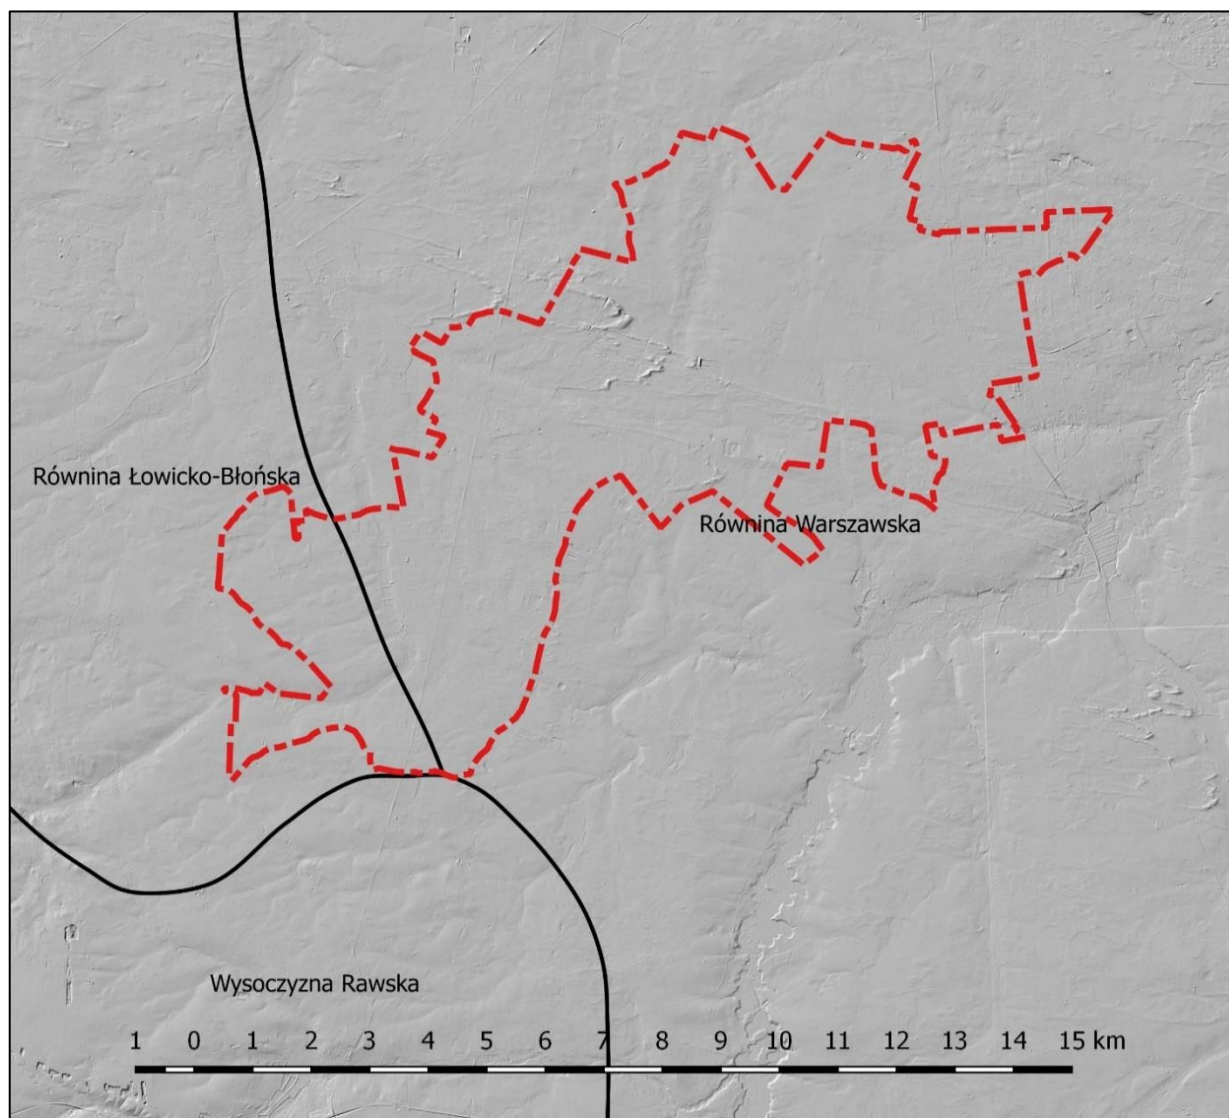 Równina Łowicko-Błońska
Równina Warszawska
Wysoczyzna Rawska
1 0 1 2 3 4 5 6 7 8 9 10 11 12 13 14 15 km